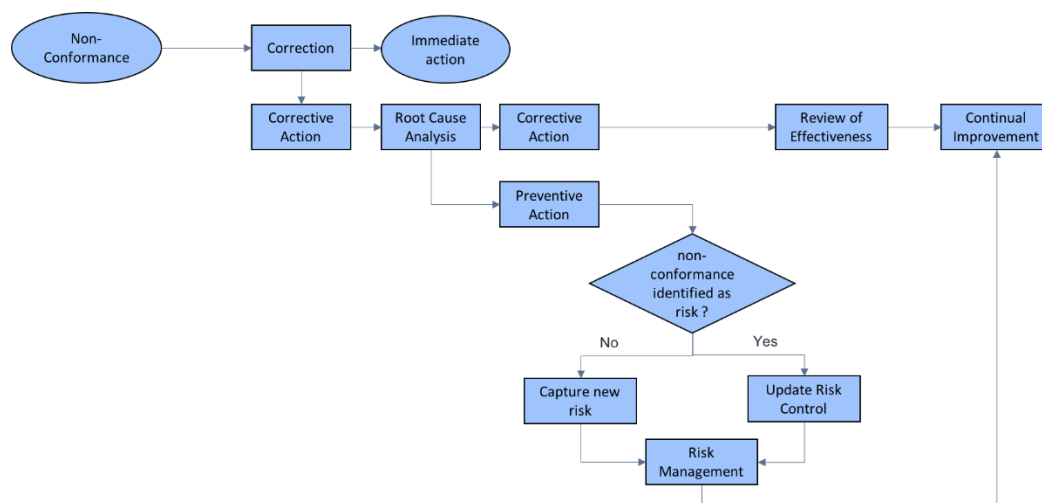 Non-
Conformance
Correction
Immediate
action
Corrective
Action
Root Cause
Analysis
Corrective
Action
Review of
Effectiveness
Continual
Improvement
Preventive
Action
non-
conformance
identified as
risk ?
No
Yes
Capture new
risk
Update Risk
Control
Risk
Management